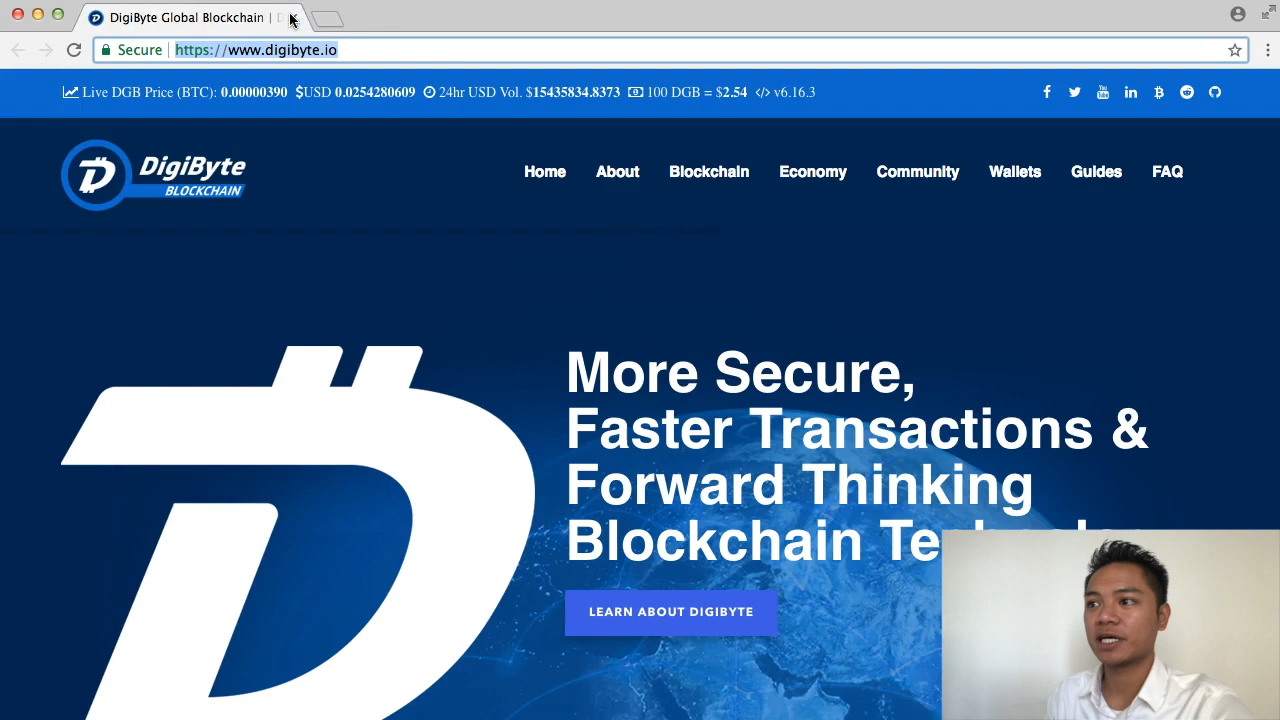 DigiByte Global Blockchain |
Secure | https://www.digibyte.io
Live DGB Price (BTC): 0.00000390 $USD 0.0254280609 24hr USD Vol. $15435834.8373 100 DGB = $2.54 </> v6.16.3
DigiByte
BLOCKCHAIN
Home About Blockchain Economy Community Wallets Guides FAQ
More Secure,
Faster Transactions &
Forward Thinking
Blockchain
LEARN ABOUT DIGIBYTE